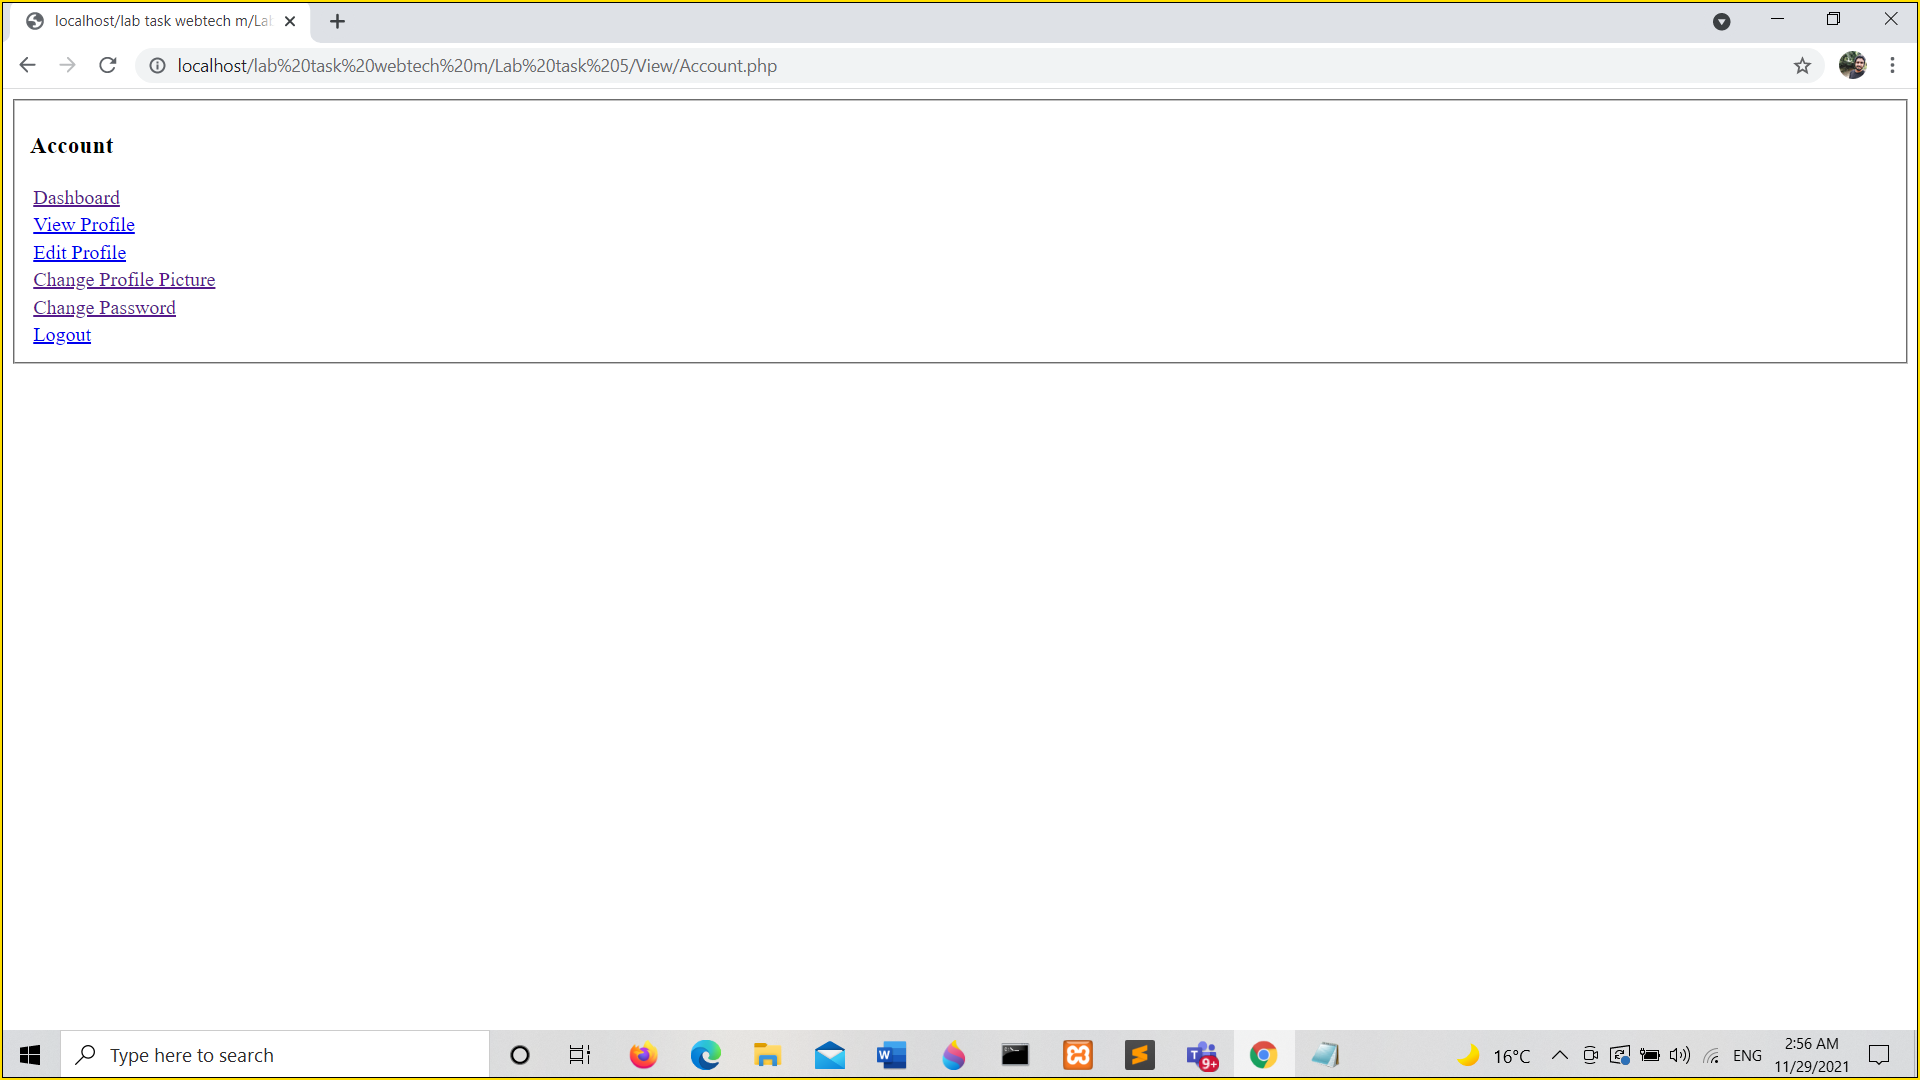 localhost/lab task webtech m/La
localhost/lab%20task%20webtech%20m/Lab%20task%205/View/Account.php
Account
Dashboard
View Profile
Edit Profile
Change Profile Picture
Change Password
Logout
Type here to search
W
9+
16°C
ENG
2:56 AM
11/29/2021